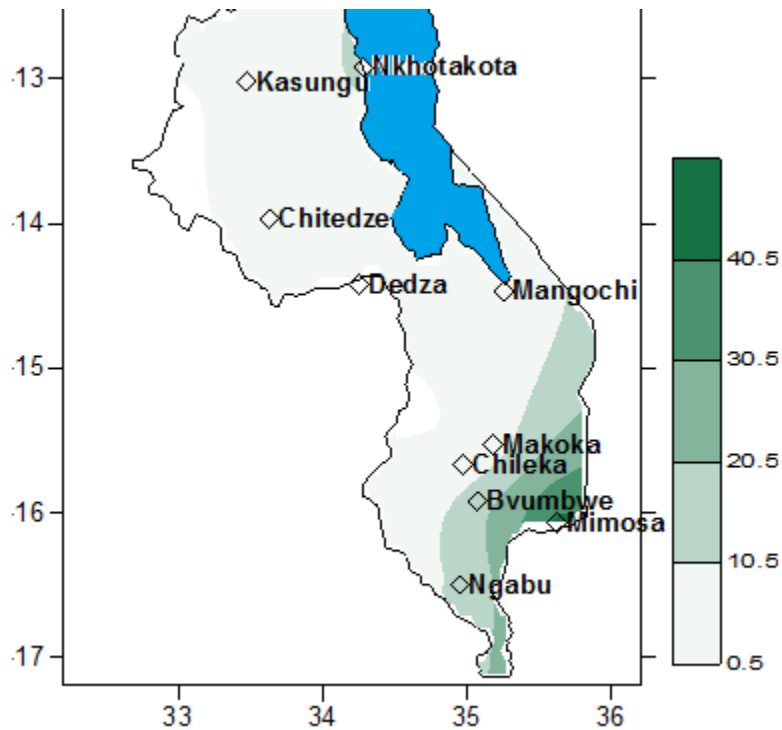 Nkhotakota
-13
Kasungu
-14
Chitedze
Dedza
Mangochi
-15
Makoka
Chileka
Bvumbwe
-16
Mimosa
Ngabu
-17
33 34 35 36
40.5
30.5
20.5
10.5
0.5